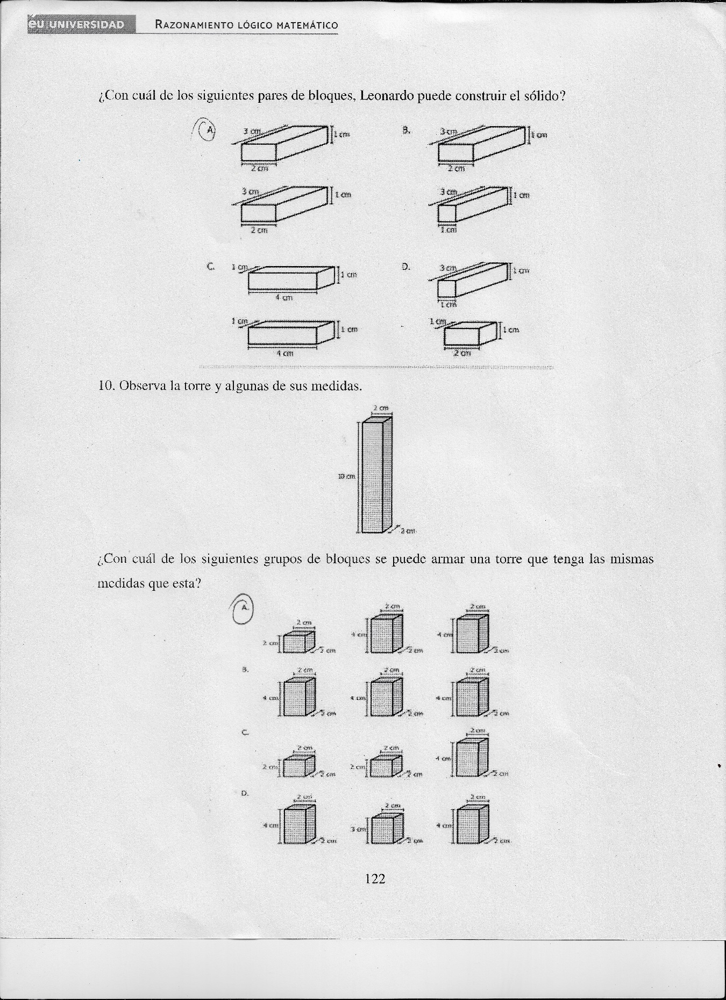 eu UNIVERSIDAD RAZONAMIENTO LÓGICO MATEMÁTICO
¿Con cuál de los siguientes pares de bloques, Leonardo puede construir el sólido?
A. 3 cm 1 cm B. 3 cm 1 cm
2 cm 2 cm
3 cm 1 cm 3 cm 1 cm
2 cm 1 cm
C. 1 cm 1 cm D. 3 cm 1 cm
4 cm 1 cm
1 cm 1 cm 1 cm 1 cm
4 cm 2 cm
10. Observa la torre y algunas de sus medidas.
2 cm
10 cm
2 cm
¿Con cuál de los siguientes grupos de bloques se puede armar una torre que tenga las mismas
medidas que esta?
A. 2 cm 2 cm 2 cm
2 cm 4 cm 4 cm
2 cm 2 cm 2 cm
B. 2 cm 2 cm 2 cm
4 cm 4 cm 4 cm
2 cm 2 cm 2 cm
C. 2 cm 2 cm 2 cm
2 cm 2 cm 4 cm
2 cm 2 cm 2 cm
D. 2 cm 2 cm 2 cm
4 cm 3 cm 4 cm
2 cm 2 cm 2 cm
122